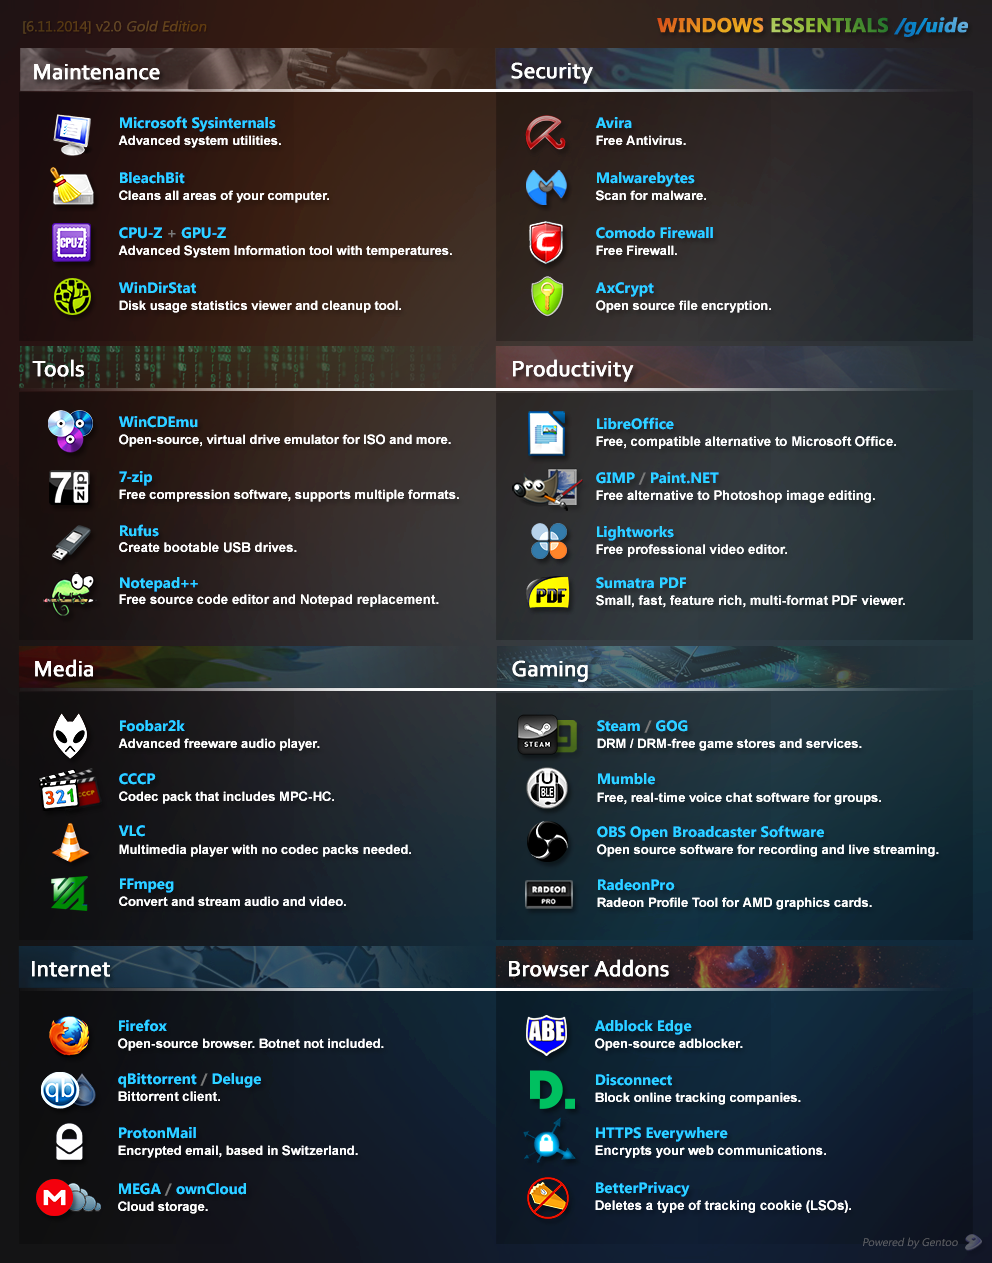 [6.11.2014] v2.0 Gold Edition
WINDOWS ESSENTIALS /g/uide
Maintenance
Microsoft Sysinternals
Advanced system utilities.
BleachBit
Cleans all areas of your computer.
CPU-Z
CPU-Z + GPU-Z
Advanced System Information tool with temperatures.
WinDirStat
Disk usage statistics viewer and cleanup tool.
Security
Avira
Free Antivirus.
Malwarebytes
Scan for malware.
Comodo Firewall
Free Firewall.
AxCrypt
Open source file encryption.
Tools
WinCDEmu
Open-source, virtual drive emulator for ISO and more.
7zip
7-zip
Free compression software, supports multiple formats.
Rufus
Create bootable USB drives.
Notepad++
Free source code editor and Notepad replacement.
Productivity
LibreOffice
Free, compatible alternative to Microsoft Office.
GIMP / Paint.NET
Free alternative to Photoshop image editing.
Lightworks
Free professional video editor.
PDF
Sumatra PDF
Small, fast, feature rich, multi-format PDF viewer.
Media
Foobar2k
Advanced freeware audio player.
321 CCCP
CCCP
Codec pack that includes MPC-HC.
VLC
Multimedia player with no codec packs needed.
FFmpeg
Convert and stream audio and video.
Gaming
STEAM
Steam / GOG
DRM / DRM-free game stores and services.
Mumble
Free, real-time voice chat software for groups.
OBS Open Broadcaster Software
Open source software for recording and live streaming.
RADEON
PRO
RadeonPro
Radeon Profile Tool for AMD graphics cards.
Internet
Firefox
Open-source browser. Botnet not included.
qb
qBittorrent / Deluge
Bittorrent client.
ProtonMail
Encrypted email, based in Switzerland.
M
MEGA / ownCloud
Cloud storage.
Browser Addons
ABE
Adblock Edge
Open-source adblocker.
D.
Disconnect
Block online tracking companies.
HTTPS Everywhere
Encrypts your web communications.
BetterPrivacy
Deletes a type of tracking cookie (LSOs).
Powered by Gentoo